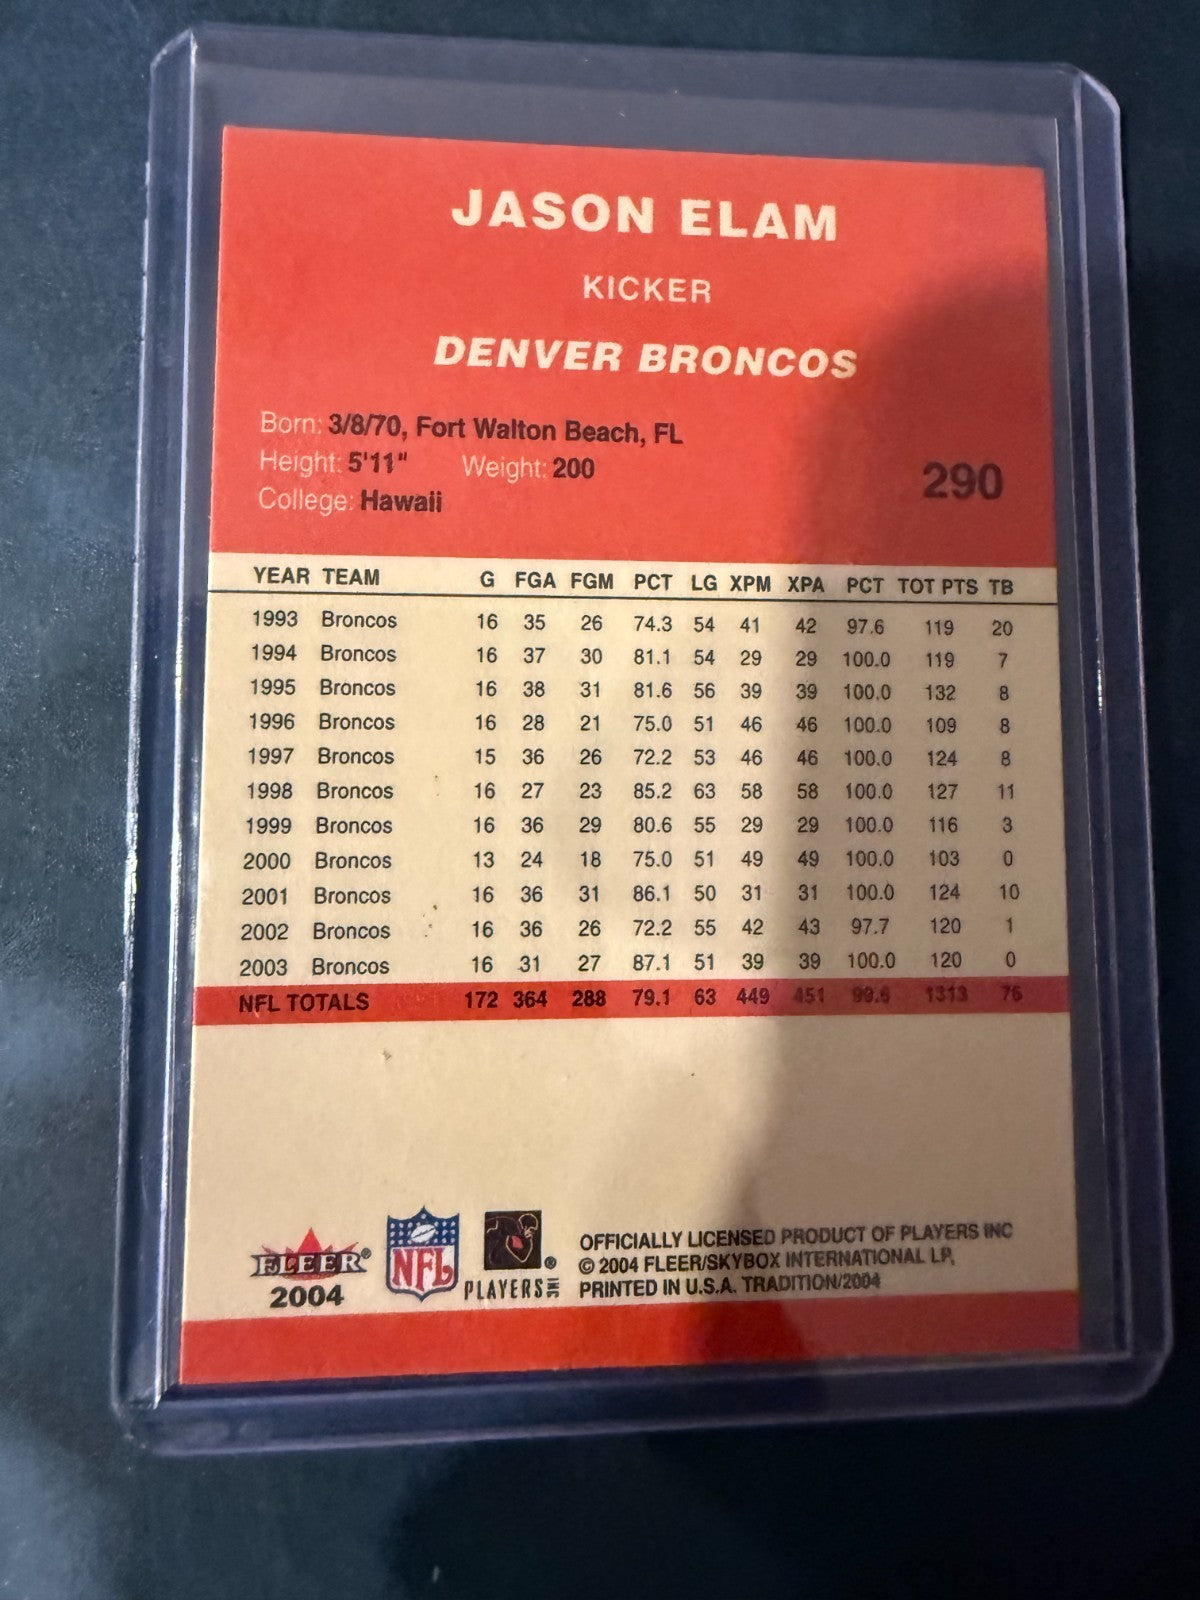 JASON ELAM
KICKER
DENVER BRONCOS
Born: 3/8/70, Fort Walton Beach, FL
Height: 5'11" Weight: 200
College: Hawaii
290
YEAR TEAM G FGA FGM PCT LG XPM XPA PCT TOT PTS TB
1993 Broncos 16 35 26 74.3 54 41 42 97.6 119 20
1994 Broncos 16 37 30 81.1 54 29 29 100.0 119 7
1995 Broncos 16 38 31 81.6 56 39 39 100.0 132 8
1996 Broncos 16 28 21 75.0 51 46 46 100.0 109 8
1997 Broncos 15 36 26 72.2 53 46 46 100.0 124 8
1998 Broncos 16 27 23 85.2 63 58 58 100.0 127 11
1999 Broncos 16 36 29 80.6 55 29 29 100.0 116 3
2000 Broncos 13 24 18 75.0 51 49 49 100.0 103 0
2001 Broncos 16 36 31 86.1 50 31 31 100.0 124 10
2002 Broncos 16 36 26 72.2 55 42 43 97.7 120 1
2003 Broncos 16 31 27 87.1 51 39 39 100.0 120 0
NFL TOTALS 172 364 288 79.1 63 449 451 99.6 1313 76
FLEER®
2004
NFL
®
PLAYERS INC
OFFICIALLY LICENSED PRODUCT OF PLAYERS INC
© 2004 FLEER/SKYBOX INTERNATIONAL LP,
PRINTED IN U.S.A. TRADITION/2004